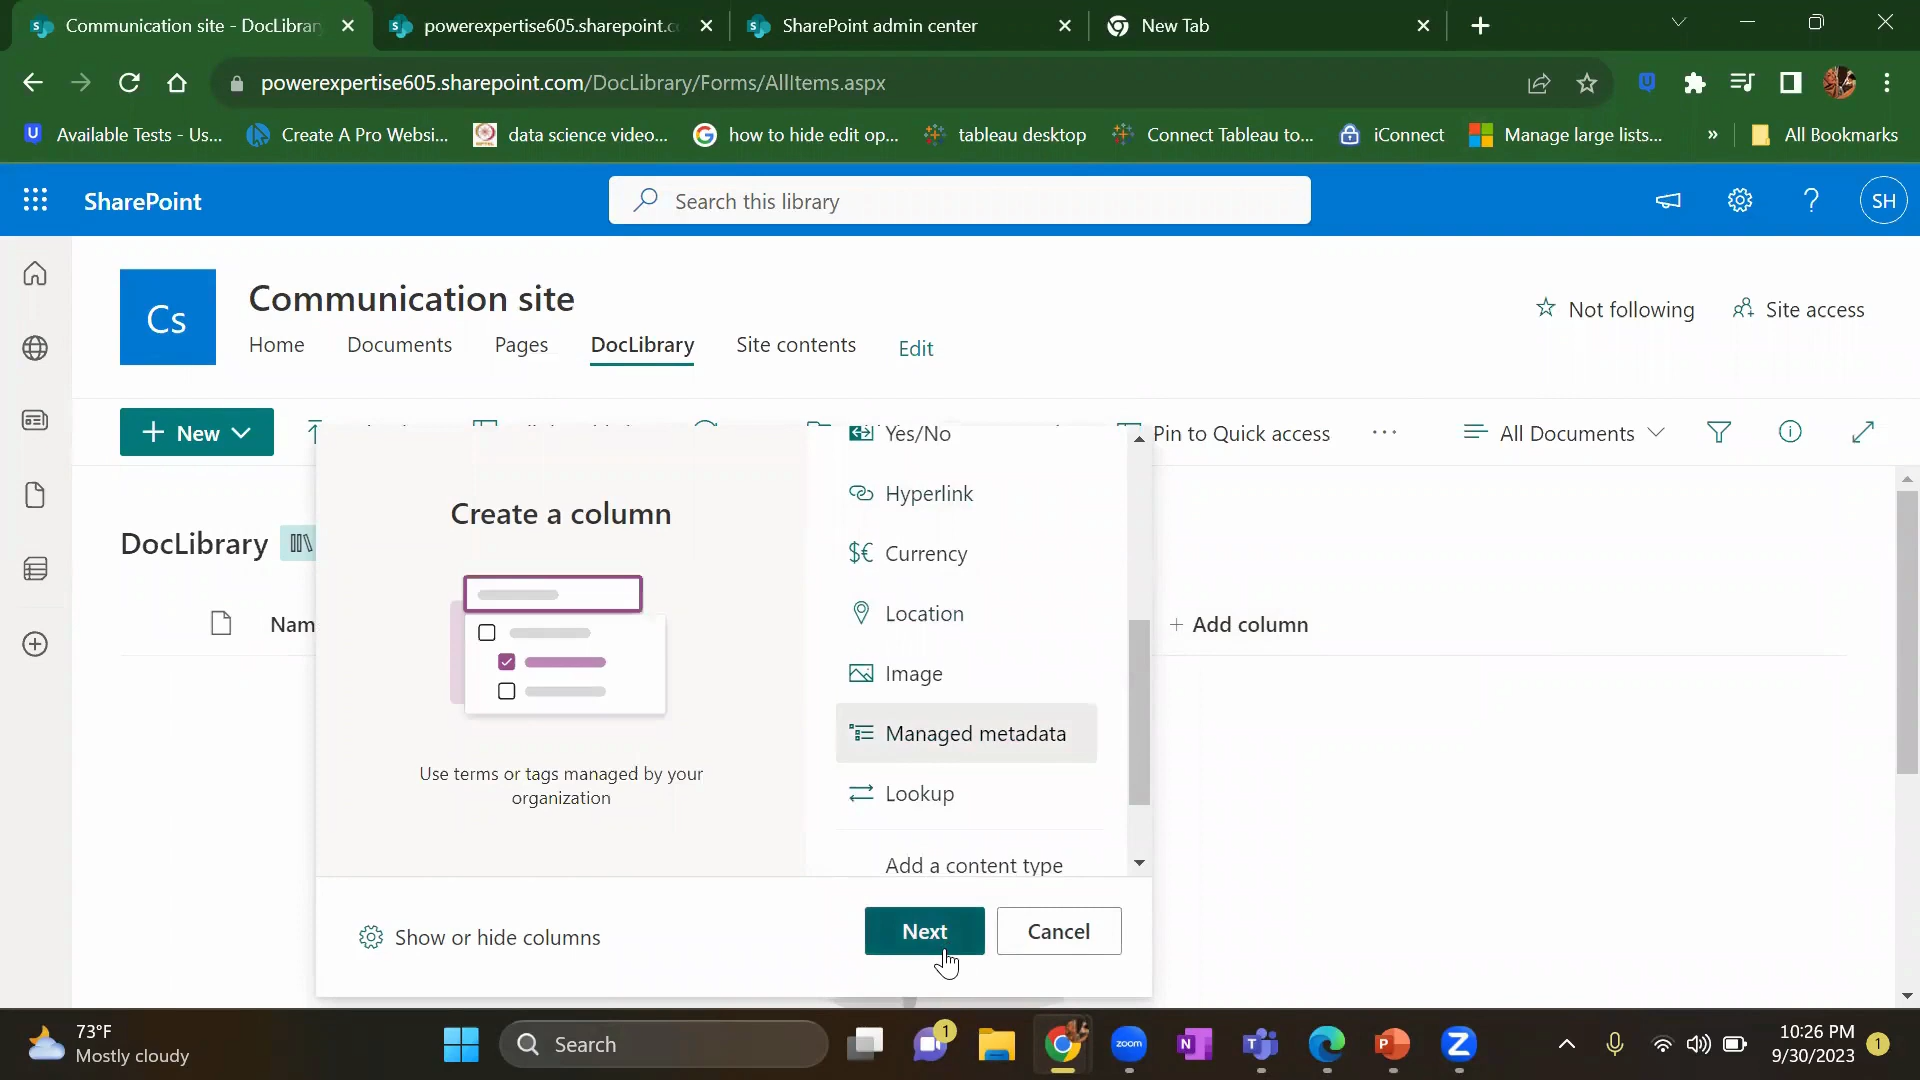 Communication site - DocLibrar
powerexpertise605.sharepoint.c
SharePoint admin center
New Tab
powerexpertise605.sharepoint.com/DocLibrary/Forms/AllItems.aspx
Available Tests - Us...
Create A Pro Websi...
data science video...
how to hide edit op...
tableau desktop
Connect Tableau to...
iConnect
Manage large lists...
»
All Bookmarks
SharePoint
Search this library
SH
Cs
Communication site
Not following
Site access
Home
Documents
Pages
DocLibrary
Site contents
Edit
New
Pin to Quick access
All Documents
DocLibrary
Nam
Add column
Create a column
Use terms or tags managed by your
organization
Yes/No
Hyperlink
Currency
Location
Image
Managed metadata
Lookup
Add a content type
Show or hide columns
Next
Cancel
73°F
Mostly cloudy
Search
1
zoom
10:26 PM
9/30/2023
1